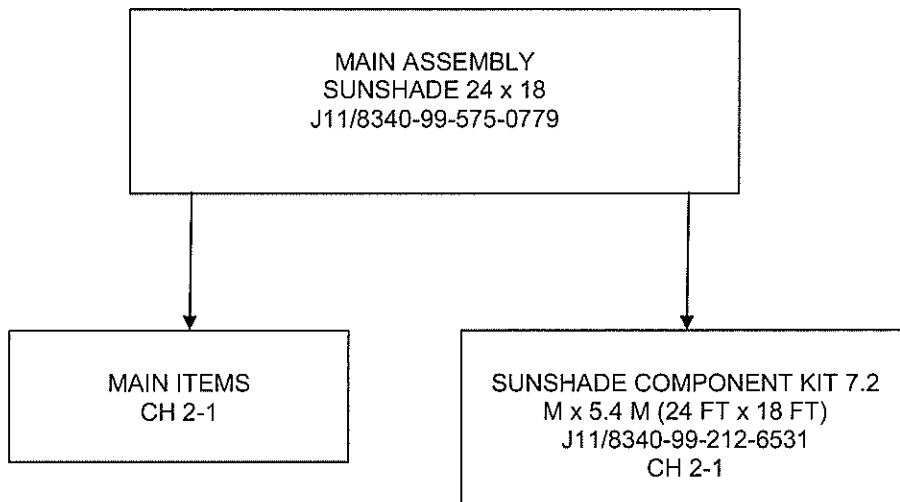 MAIN ASSEMBLY
SUNSHADE 24 x 18
J11/8340-99-575-0779
MAIN ITEMS
CH 2-1
SUNSHADE COMPONENT KIT 7.2
M x 5.4 M (24 FT x 18 FT)
J11/8340-99-212-6531
CH 2-1